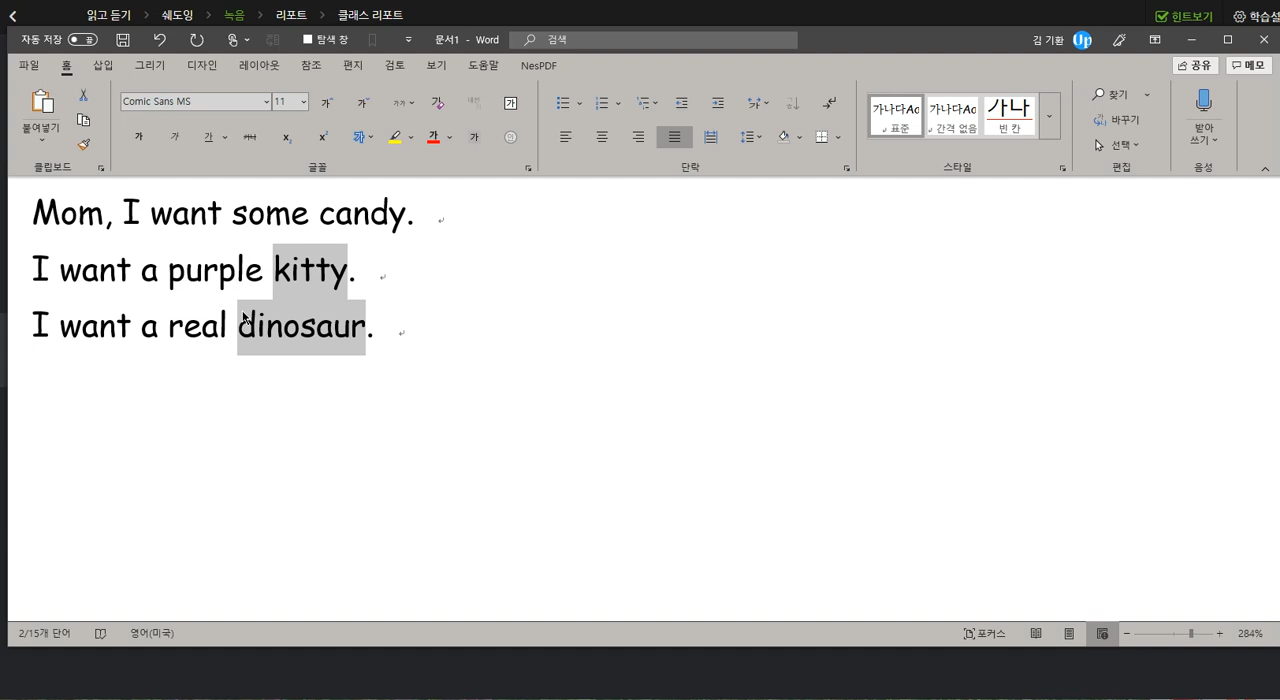 읽고 듣기 > 쉐도잉 > 녹음 > 리포트 > 클래스 리포트 힌트보기
자동 저장 탐색 창 문서1 - Word 검색 김 기환 Up
파일 홈 삽입 그리기 디자인 레이아웃 참조 편지 검토 보기 도움말 NesPDF 공유 메모
Comic Sans MS 11
붙여넣기
가나다AaC 가나다AaC 가나
표준 간격 없음 빈 칸
찾기
바꾸기
선택
받아
쓰기
클립보드 글꼴 단락 스타일 편집 음성
Mom, I want some candy.
I want a purple kitty.
I want a real dinosaur.
2/15개 단어 영어(미국) 포커스 - + 284%